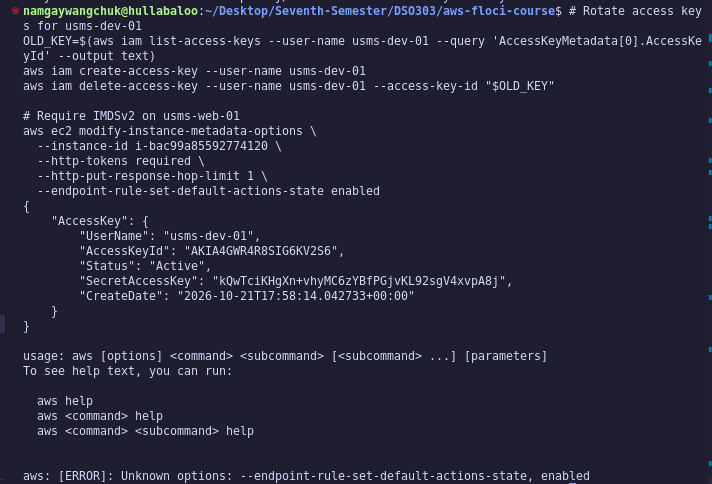 namgaywangchuk@hullabaloo:~/Desktop/Seventh-Semester/DSO303/aws-floci-course$ # Rotate access key
s for usms-dev-01
OLD_KEY=$(aws iam list-access-keys --user-name usms-dev-01 --query 'AccessKeyMetadata[0].AccessKe
yId' --output text)
aws iam create-access-key --user-name usms-dev-01
aws iam delete-access-key --user-name usms-dev-01 --access-key-id "$OLD_KEY"
# Require IMDSv2 on usms-web-01
aws ec2 modify-instance-metadata-options \
--instance-id i-bac99a85592774120 \
--http-tokens required \
--http-put-response-hop-limit 1 \
--endpoint-rule-set-default-actions-state enabled
{
"AccessKey": {
"UserName": "usms-dev-01",
"AccessKeyId": "AKIA4GWR4R8SIG6KV2S6",
"Status": "Active",
"SecretAccessKey": "kQwTciKHgXn+vhyMC6zYBfPGjvKL92sgV4xvpA8j",
"CreateDate": "2026-10-21T17:58:14.042733+00:00"
}
}
usage: aws [options] <command> <subcommand> [<subcommand> ...] [parameters]
To see help text, you can run:
aws help
aws <command> help
aws <command> <subcommand> help
aws: [ERROR]: Unknown options: --endpoint-rule-set-default-actions-state, enabled